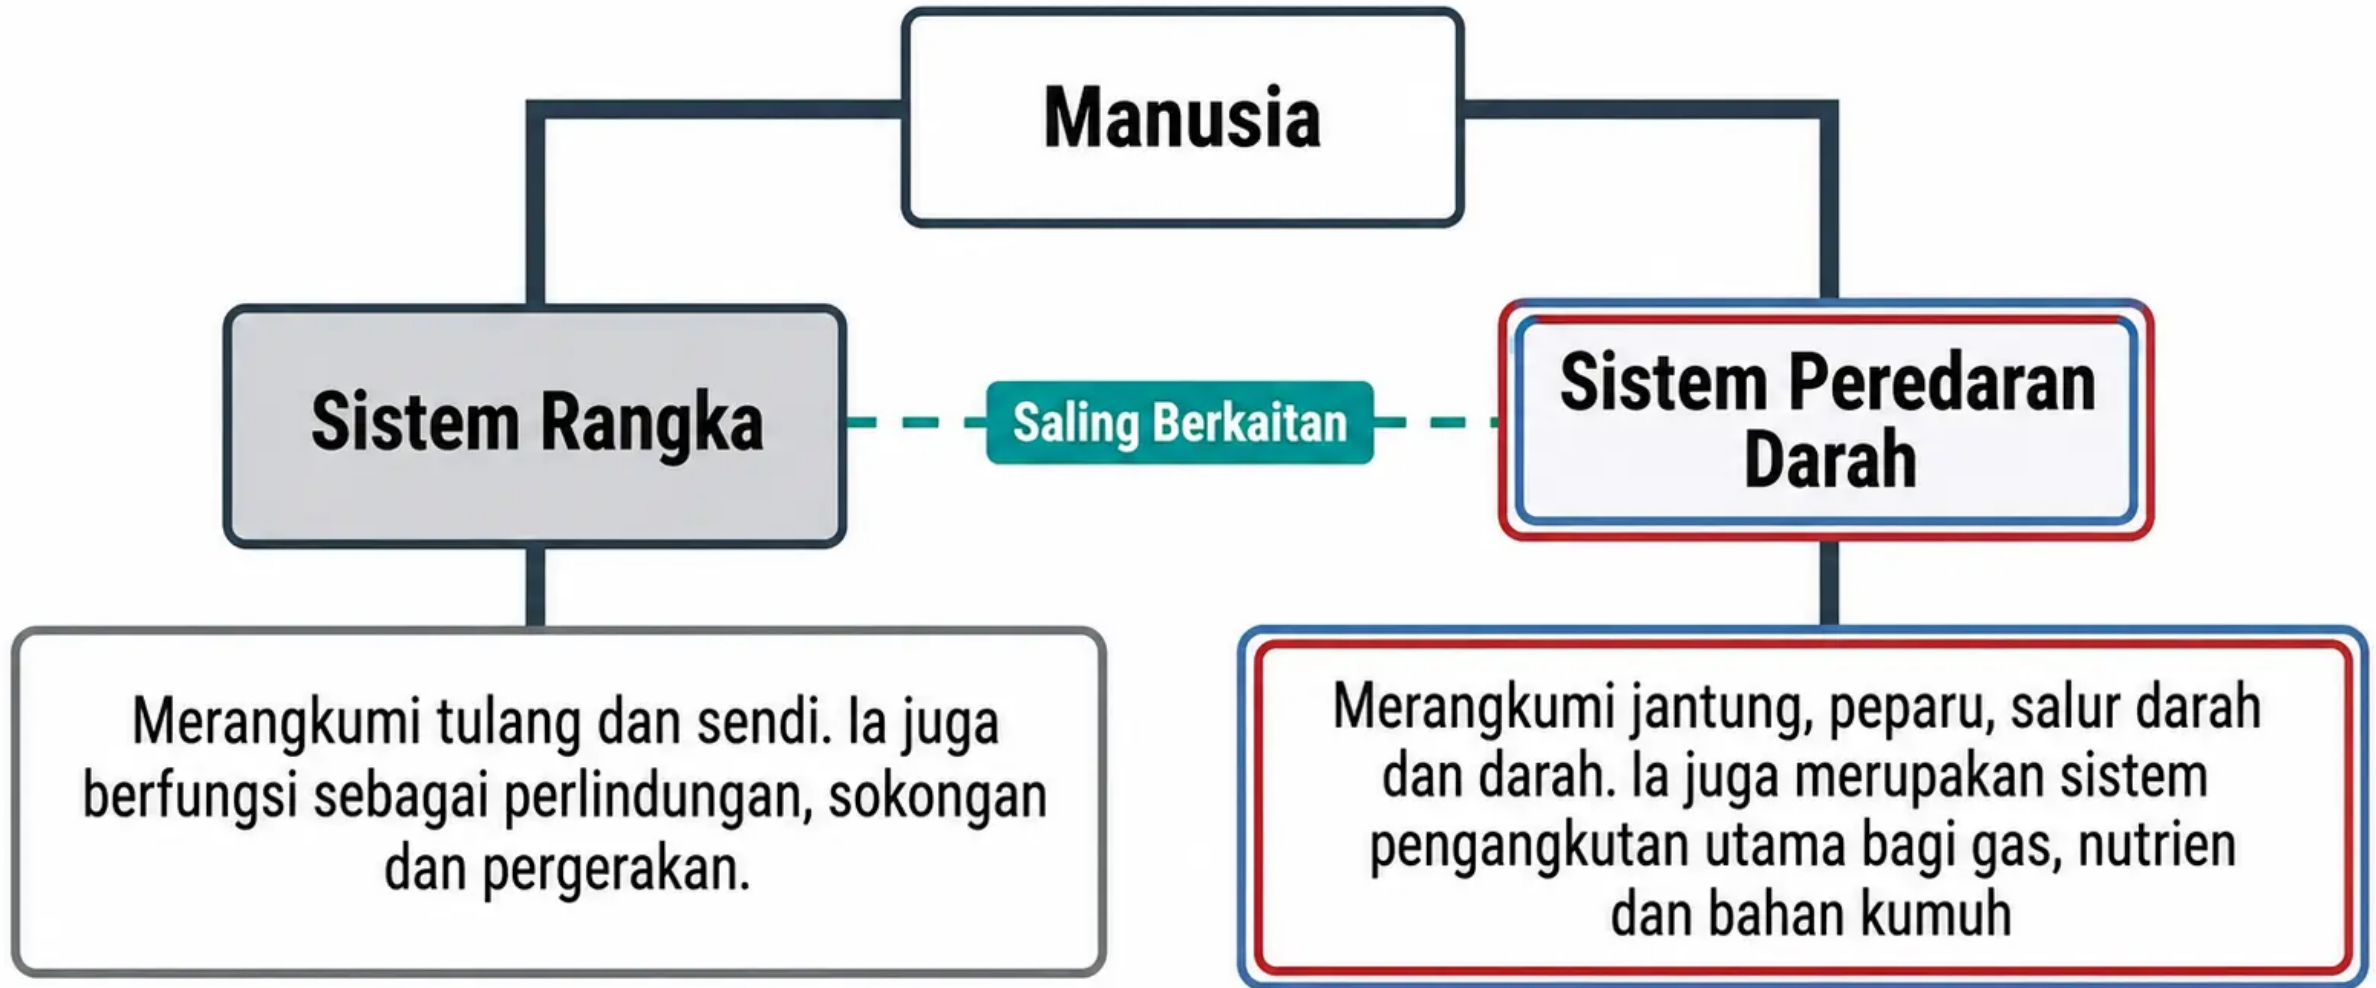 Manusia
Sistem Rangka
Saling Berkaitan
Sistem Peredaran
Darah
Merangkumi tulang dan sendi. Ia juga
berfungsi sebagai perlindungan, sokongan
dan pergerakan.
Merangkumi jantung, peparu, salur darah
dan darah. Ia juga merupakan sistem
pengangkutan utama bagi gas, nutrien
dan bahan kumuh